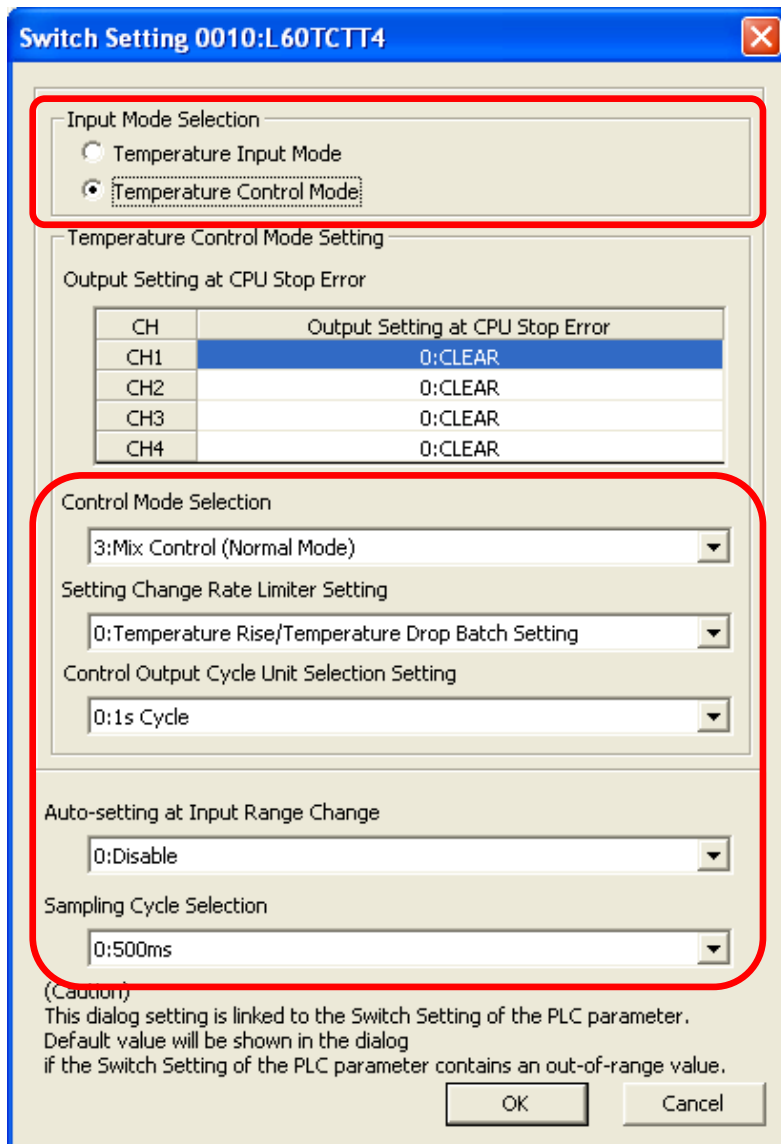 Switch Setting 0010:L60TCTT4
Input Mode Selection
Temperature Input Mode
Temperature Control Mode
Temperature Control Mode Setting
Output Setting at CPU Stop Error
CH Output Setting at CPU Stop Error
CH1 0:CLEAR
CH2 0:CLEAR
CH3 0:CLEAR
CH4 0:CLEAR
Control Mode Selection
3:Mix Control (Normal Mode)
Setting Change Rate Limiter Setting
0:Temperature Rise/Temperature Drop Batch Setting
Control Output Cycle Unit Selection Setting
0:1s Cycle
Auto-setting at Input Range Change
0:Disable
Sampling Cycle Selection
0:500ms
(Caution)
This dialog setting is linked to the Switch Setting of the PLC parameter.
Default value will be shown in the dialog
if the Switch Setting of the PLC parameter contains an out-of-range value.
OK Cancel